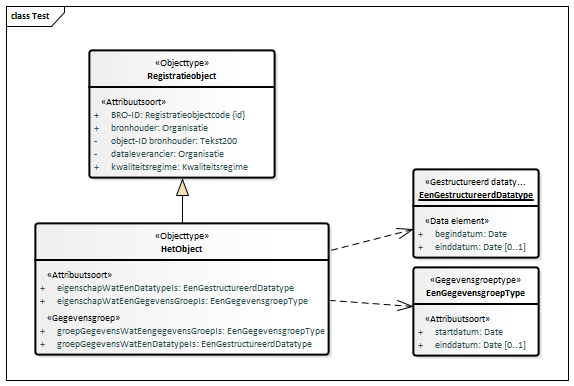 class Test
«Objecttype»
Registratieobject
«Attribuutsoort»
+ BRO-ID: Registratieobjectcode {id}
+ bronhouder: Organisatie
- object-ID bronhouder: Tekst200
- dataleverancier: Organisatie
+ kwaliteitsregime: Kwaliteitsregime
«Objecttype»
HetObject
«Attribuutsoort»
+ eigenschapWatEenDatatypeIs: EenGestructureerdDatatype
+ eigenschapWatEenGegevensGroepIs: EenGegevensgroepType
«Gegevensgroep»
+ groepGegevensWatEengegevensGroepIs: EenGegevensgroepType
+ groepGegevensWatEenDatatypeIs: EenGestructureerdDatatype
«Gestructureerd dataty...
EenGestructureerdDatatype
«Data element»
+ begindatum: Date
+ einddatum: Date [0..1]
«Gegevensgroeptype»
EenGegevensgroepType
«Attribuutsoort»
+ startdatum: Date
+ einddatum: Date [0..1]